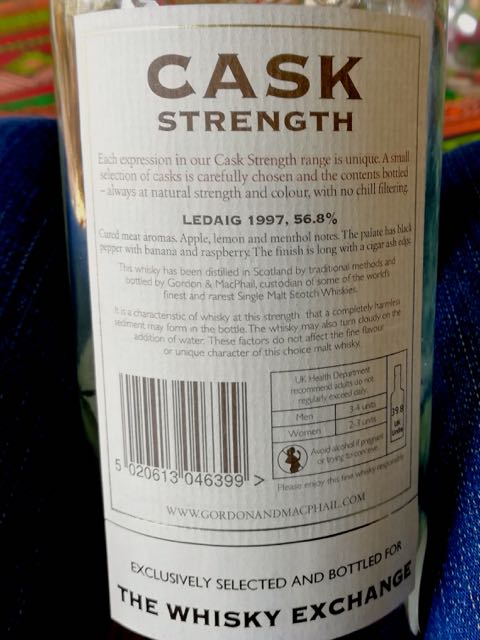 CASK
STRENGTH
Each expression in our Cask Strength range is unique. A small
selection of casks is carefully chosen and the contents bottled
– always at natural strength and colour, with no chill filtering.
LEDAIG 1997, 56.8%
Cured meat aromas. Apple, lemon and menthol notes. The palate has black
pepper with banana and raspberry. The finish is long with a cigar ash edge.
This whisky has been distilled in Scotland by traditional methods and
bottled by Gordon & MacPhail, custodian of some of the world's
finest and rarest Single Malt Scotch Whiskies.
It is a characteristic of whisky at this strength that a completely harmless
sediment may form in the bottle. The whisky may also turn cloudy on the
addition of water. These factors do not affect the fine flavour
or unique character of this choice malt whisky.
UK Health Department
recommend adults do not
regularly exceed daily.
Men 3-4 units
Women 2-3 units
39.8
UK
Units
Avoid alcohol if pregnant
or trying to conceive
5 020613 046399 >
Please enjoy this fine whisky responsibly
WWW.GORDONANDMACPHAIL.COM
EXCLUSIVELY SELECTED AND BOTTLED FOR
THE WHISKY EXCHANGE